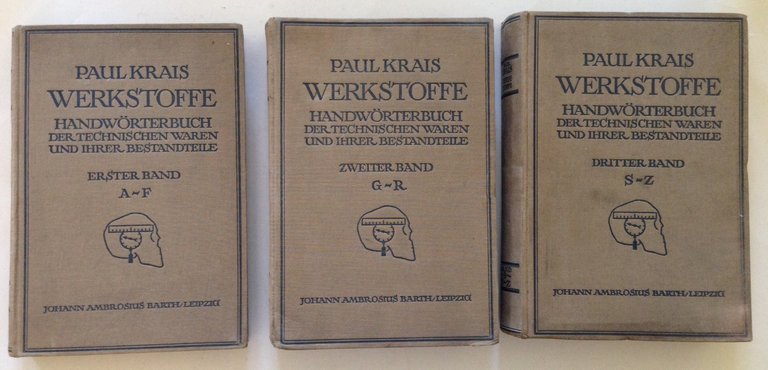 PAUL KRAIS
WERKSTOFFE
HANDWÖRTERBUCH
DER TECHNISCHEN WAREN
UND IHRER BESTANDTEILE
ERSTER BAND
A~F
JOHANN AMBROSIUS BARTH/LEIPZIG
PAUL KRAIS
WERKSTOFFE
HANDWÖRTERBUCH
DER TECHNISCHEN WAREN
UND IHRER BESTANDTEILE
ZWEITER BAND
G~R
JOHANN AMBROSIUS BARTH/LEIPZIG
PAUL KRAIS
WERKSTOFFE
HANDWÖRTERBUCH
DER TECHNISCHEN WAREN
UND IHRER BESTANDTEILE
DRITTER BAND
S~Z
JOHANN AMBROSIUS BARTH/LEIPZIG